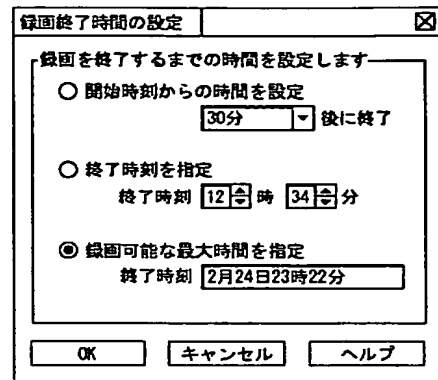 録画終了時間の設定
録画を終了するまでの時間を設定します
開始時刻からの時間を設定
30分 後に終了
終了時刻を指定
終了時刻 12 時 34 分
録画可能な最大時間を指定
終了時刻 2月24日23時22分
OK キャンセル ヘルプ